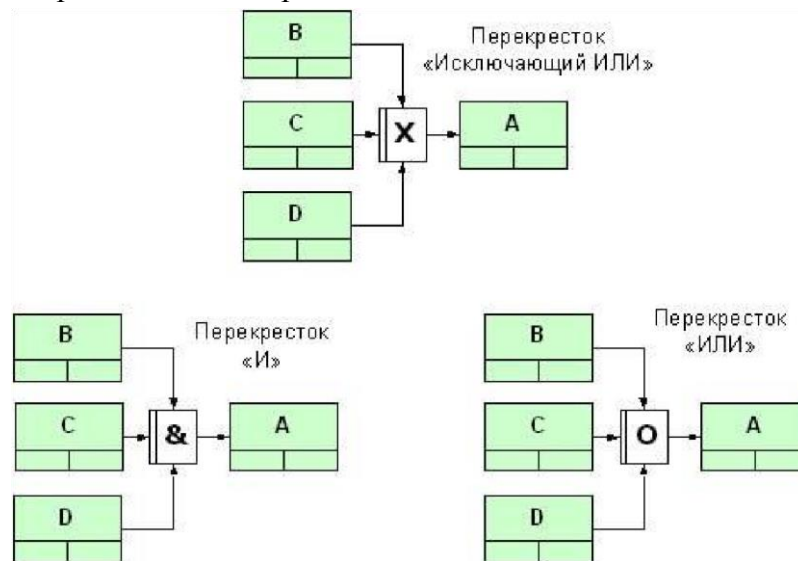 B
Перекресток
«Исключающий ИЛИ»
C
X
A
D
B
Перекресток
«И»
C
&
A
D
B
Перекресток
«ИЛИ»
C
O
A
D